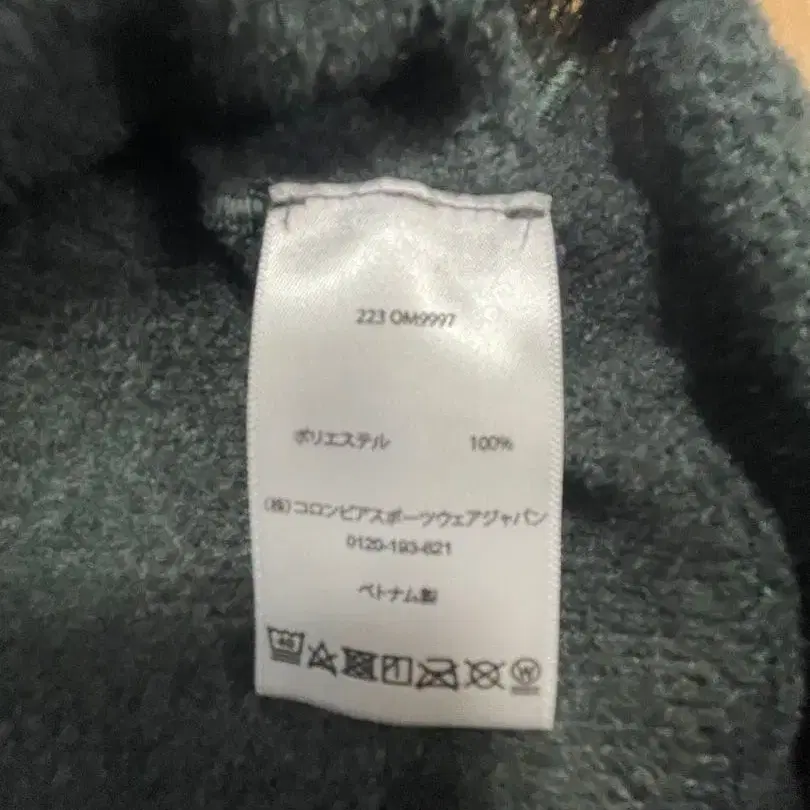 223 OM9997
ポリエステル 100%
(株)コロンビアスポーツウェアジャパン
0120-193-821
ベトナム製
40
W